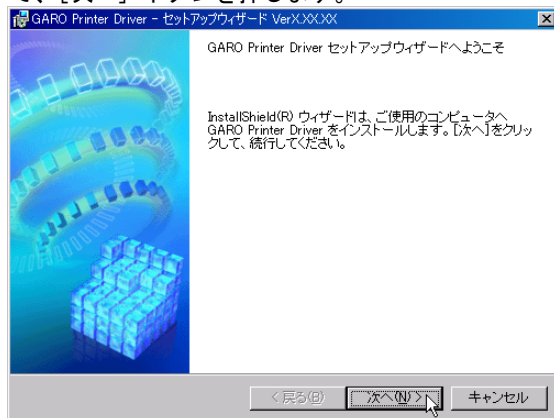 GARO Printer Driver - セットアップウィザード VerX.XX.XX
GARO Printer Driver セットアップウィザードへようこそ
InstallShield(R) ウィザードは、ご使用のコンピュータへ
GARO Printer Driver をインストールします。[次へ]をクリッ
クして、続行してください。
< 戻る(B)
次へ(N) >
キャンセル